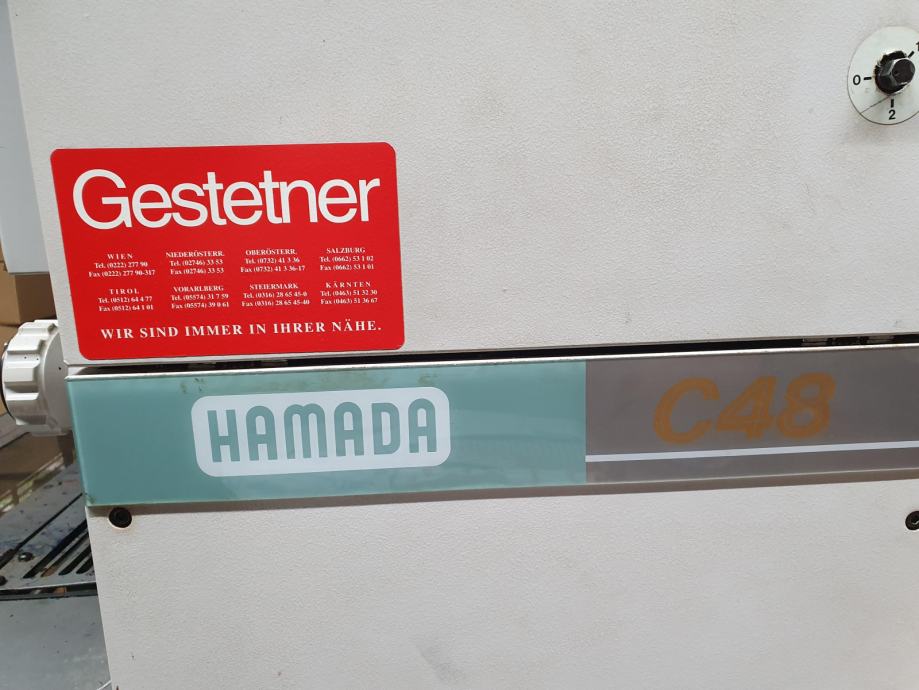 1
0
2
Gestetner
WIEN
Tel. (0222) 277 90
Fax (0222) 277 90-317
NIEDERÖSTERR.
Tel. (02746) 33 53
Fax (02746) 33 53
OBERÖSTERR.
Tel. (0732) 41 3 36
Fax (0732) 41 3 36-17
SALZBURG
Tel. (0662) 53 1 02
Fax (0662) 53 1 01
TIROL
Tel. (0512) 64 4 77
Fax (0512) 64 1 01
VORARLBERG
Tel. (05574) 31 7 59
Fax (05574) 39 0 61
STEIERMARK
Tel. (0316) 28 65 45-0
Fax (0316) 28 65 45-40
KÄRNTEN
Tel. (0463) 51 32 30
Fax (0463) 51 36 67
WIR SIND IMMER IN IHRER NÄHE.
HAMADA
C48